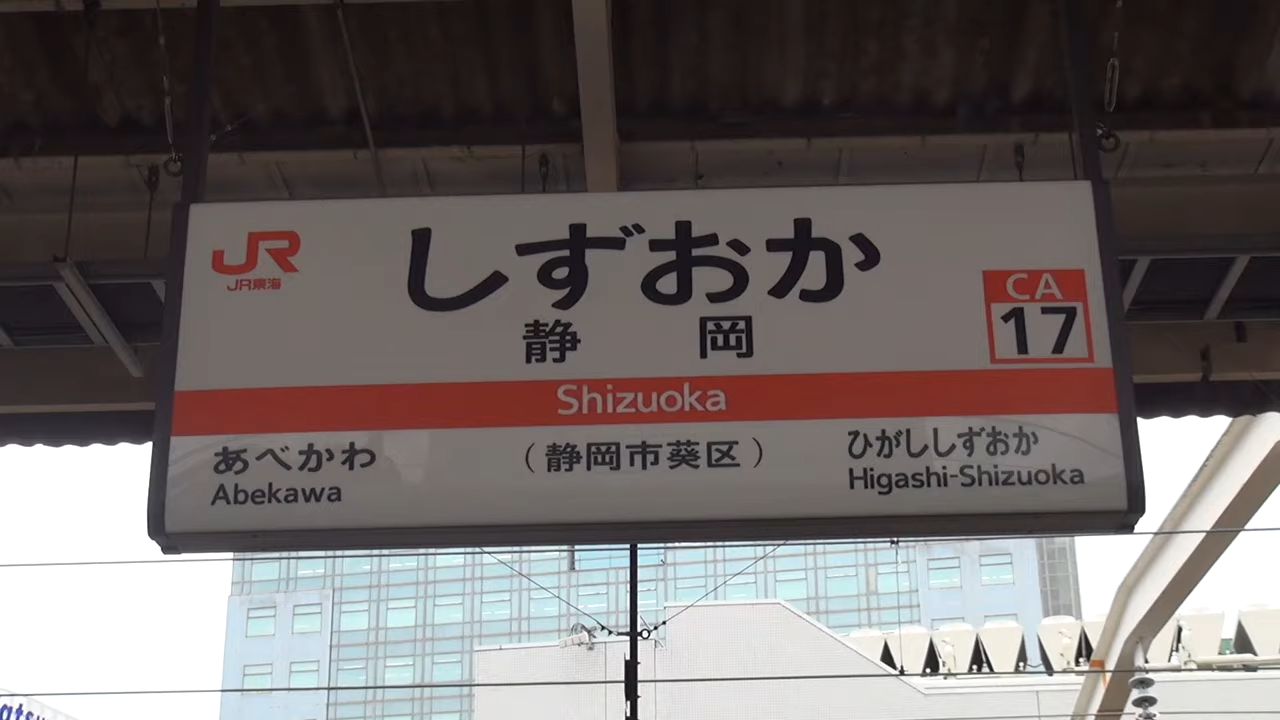 JR
JR東海
しずおか
静岡
CA
17
Shizuoka
あべかわ
Abekawa
（静岡市葵区）
ひがししずおか
Higashi-Shizuoka